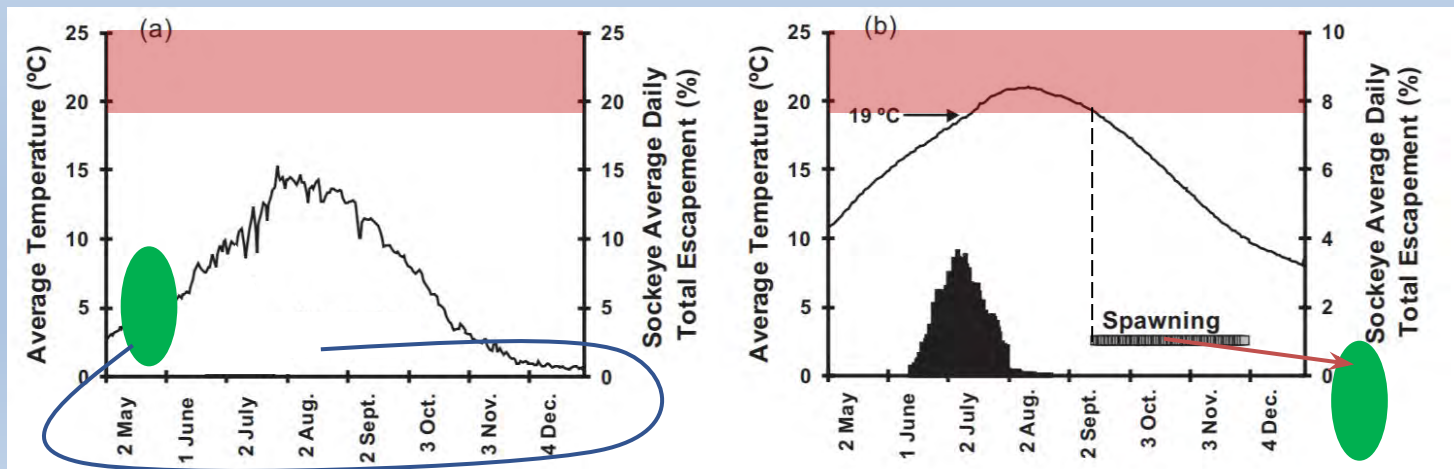 (a)
Average Temperature (ºC)
25
20
15
10
5
0
25
20
15
10
5
0
Sockeye Average Daily
Total Escapement (%)
2 May
1 June
2 July
2 Aug.
2 Sept.
3 Oct.
3 Nov.
4 Dec.
(b)
Average Temperature (ºC)
25
20
15
10
5
0
19 ºC
Spawning
10
8
6
4
2
0
Sockeye Average Daily
Total Escapement (%)
2 May
1 June
2 July
2 Aug.
2 Sept.
3 Oct.
3 Nov.
4 Dec.